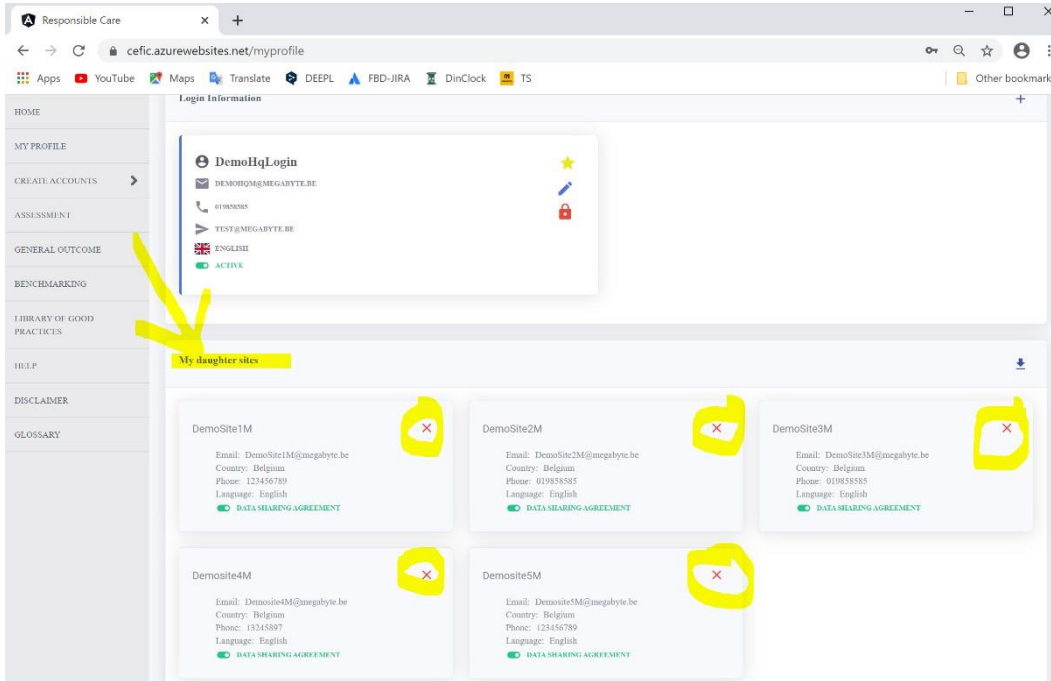 Responsible Care
cefic.azurewebsites.net/myprofile
Apps YouTube Maps Translate DEEPL FBD-JIRA DinClock TS Other bookmark
Login Information
HOME
MY PROFILE
CREATE ACCOUNTS
ASSESSMENT
GENERAL OUTCOME
BENCHMARKING
LIBRARY OF GOOD
PRACTICES
HELP
DISCLAIMER
GLOSSARY
DemoHqLogin
DEMOHQM@MEGABYTE.BE
019858585
TEST@MEGABYTE.BE
ENGLISH
ACTIVE
My daughter sites
DemoSite1M
Email: DemoSite1M@megabyte.be
Country: Belgium
Phone: 123456789
Language: English
DATA SHARING AGREEMENT
DemoSite2M
Email: DemoSite2M@megabyte.be
Country: Belgium
Phone: 019858585
Language: English
DATA SHARING AGREEMENT
DemoSite3M
Email: DemoSite3M@megabyte.be
Country: Belgium
Phone: 019858585
Language: English
DATA SHARING AGREEMENT
Demosite4M
Email: Demosite4M@megabyte.be
Country: Belgium
Phone: 13245897
Language: English
DATA SHARING AGREEMENT
Demosite5M
Email: Demosite5M@megabyte.be
Country: Belgium
Phone: 123456789
Language: English
DATA SHARING AGREEMENT